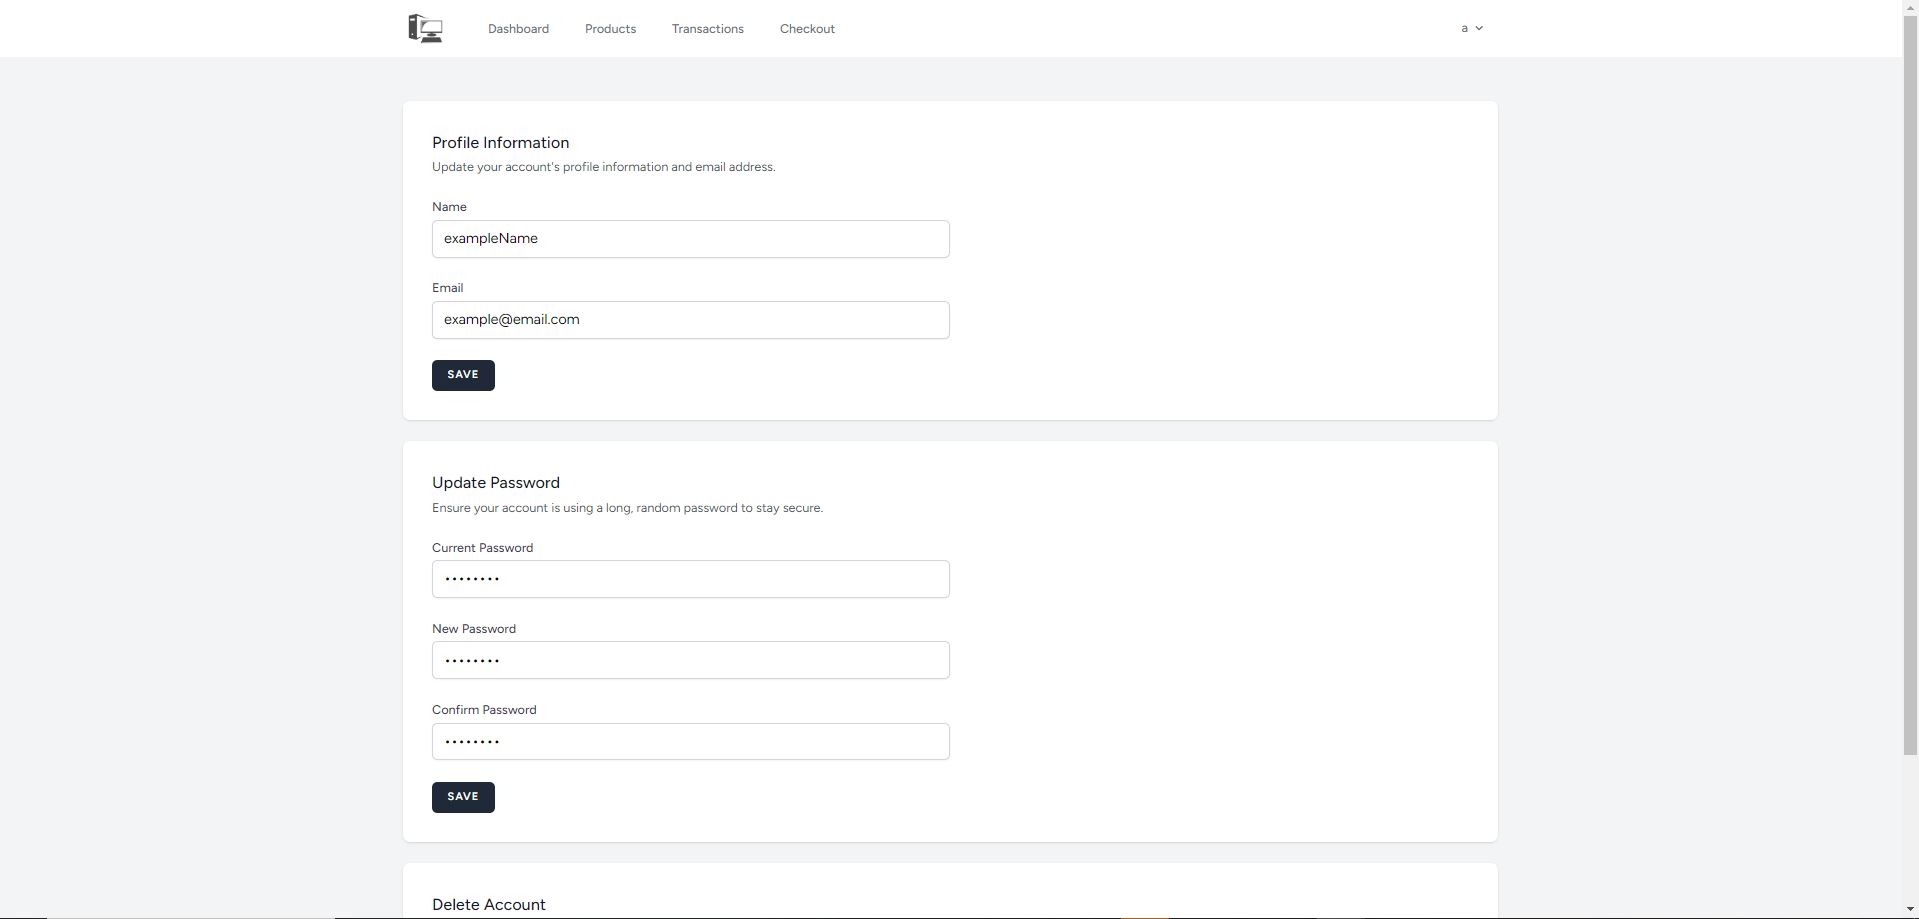 Dashboard Products Transactions Checkout a
Profile Information
Update your account's profile information and email address.
Name
exampleName
Email
example@email.com
SAVE
Update Password
Ensure your account is using a long, random password to stay secure.
Current Password
••••••••
New Password
••••••••
Confirm Password
••••••••
SAVE
Delete Account